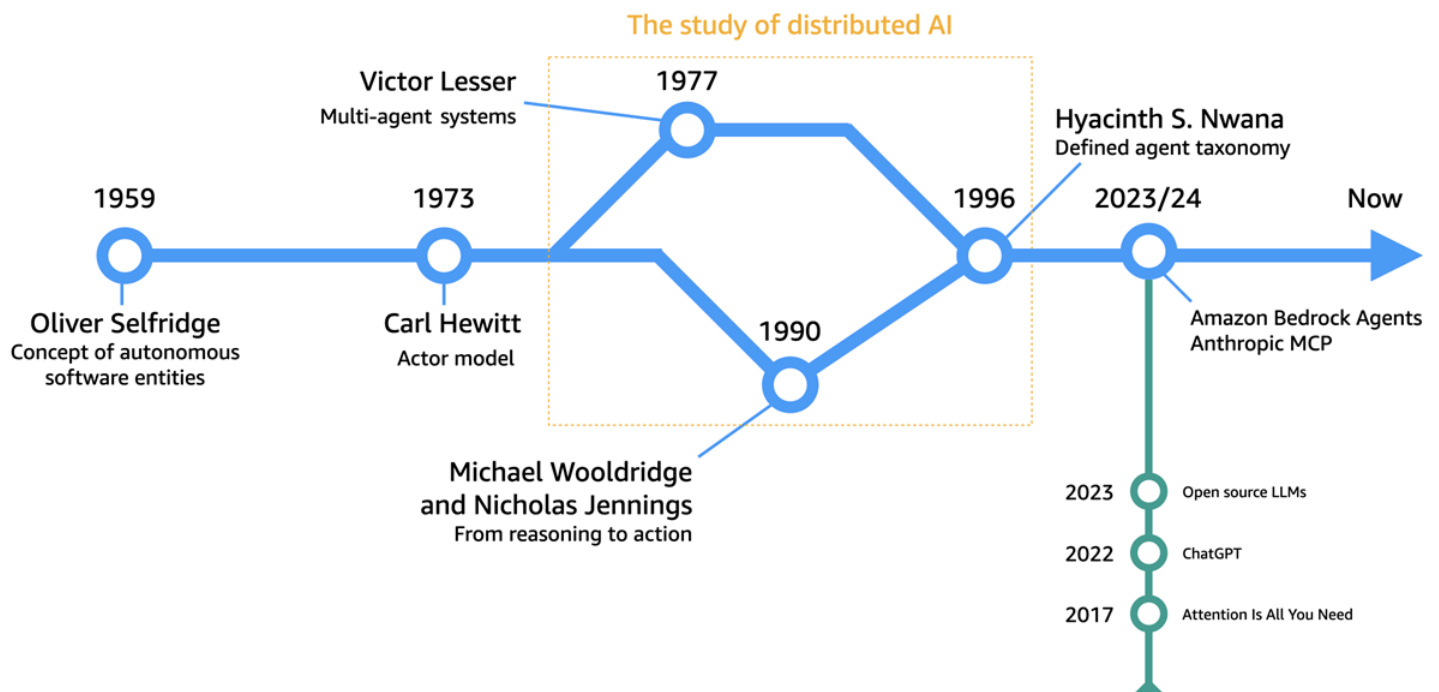 The study of distributed AI
Victor Lesser
Multi-agent systems
1977
Hyacinth S. Nwana
Defined agent taxonomy
1959
1973
1996
2023/24
Now
Oliver Selfridge
Concept of autonomous
software entities
Carl Hewitt
Actor model
1990
Amazon Bedrock Agents
Anthropic MCP
Michael Wooldridge
and Nicholas Jennings
From reasoning to action
2023
Open source LLMs
2022
ChatGPT
2017
Attention Is All You Need